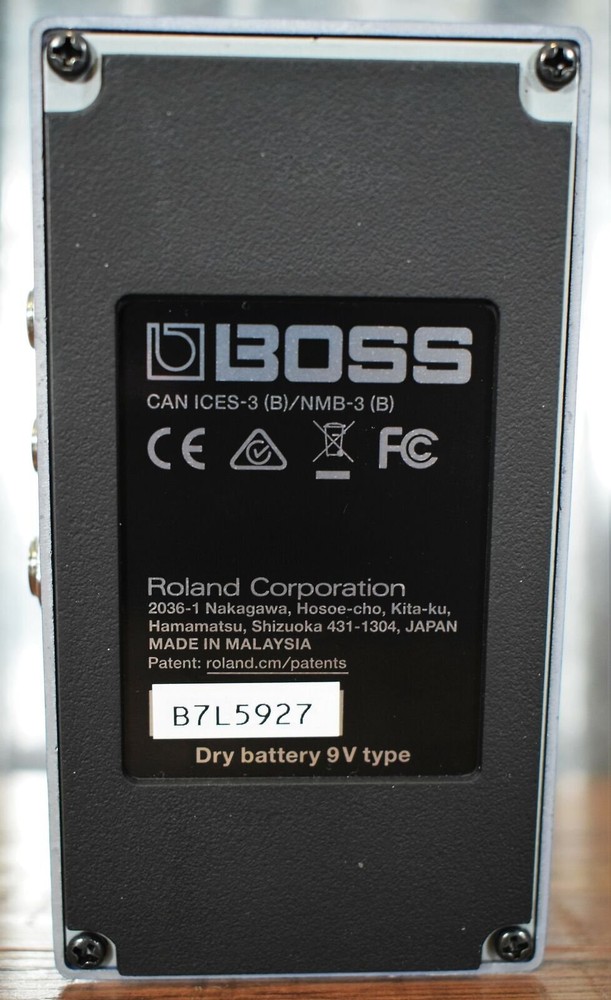 BOSS
CAN ICES-3 (B)/NMB-3 (B)
CE FC
Roland Corporation
2036-1 Nakagawa, Hosoe-cho, Kita-ku,
Hamamatsu, Shizuoka 431-1304, JAPAN
MADE IN MALAYSIA
Patent: roland.cm/patents
B7L5927
Dry battery 9V type